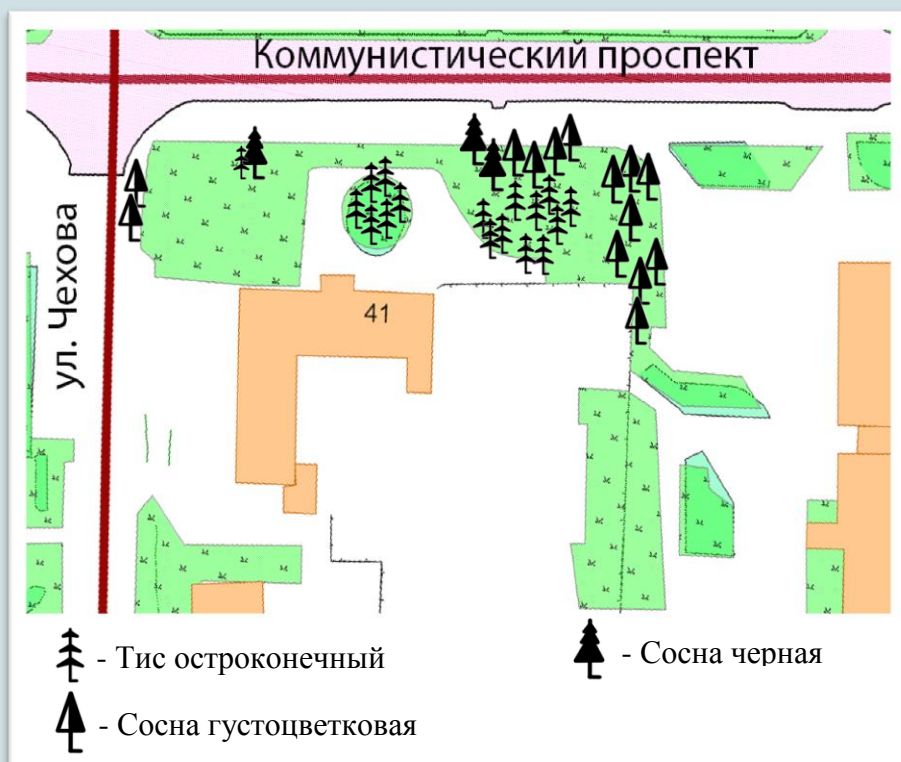 Коммунистический проспект
ул. Чехова
41
- Тис остроконечный
- Сосна черная
- Сосна густоцветковая